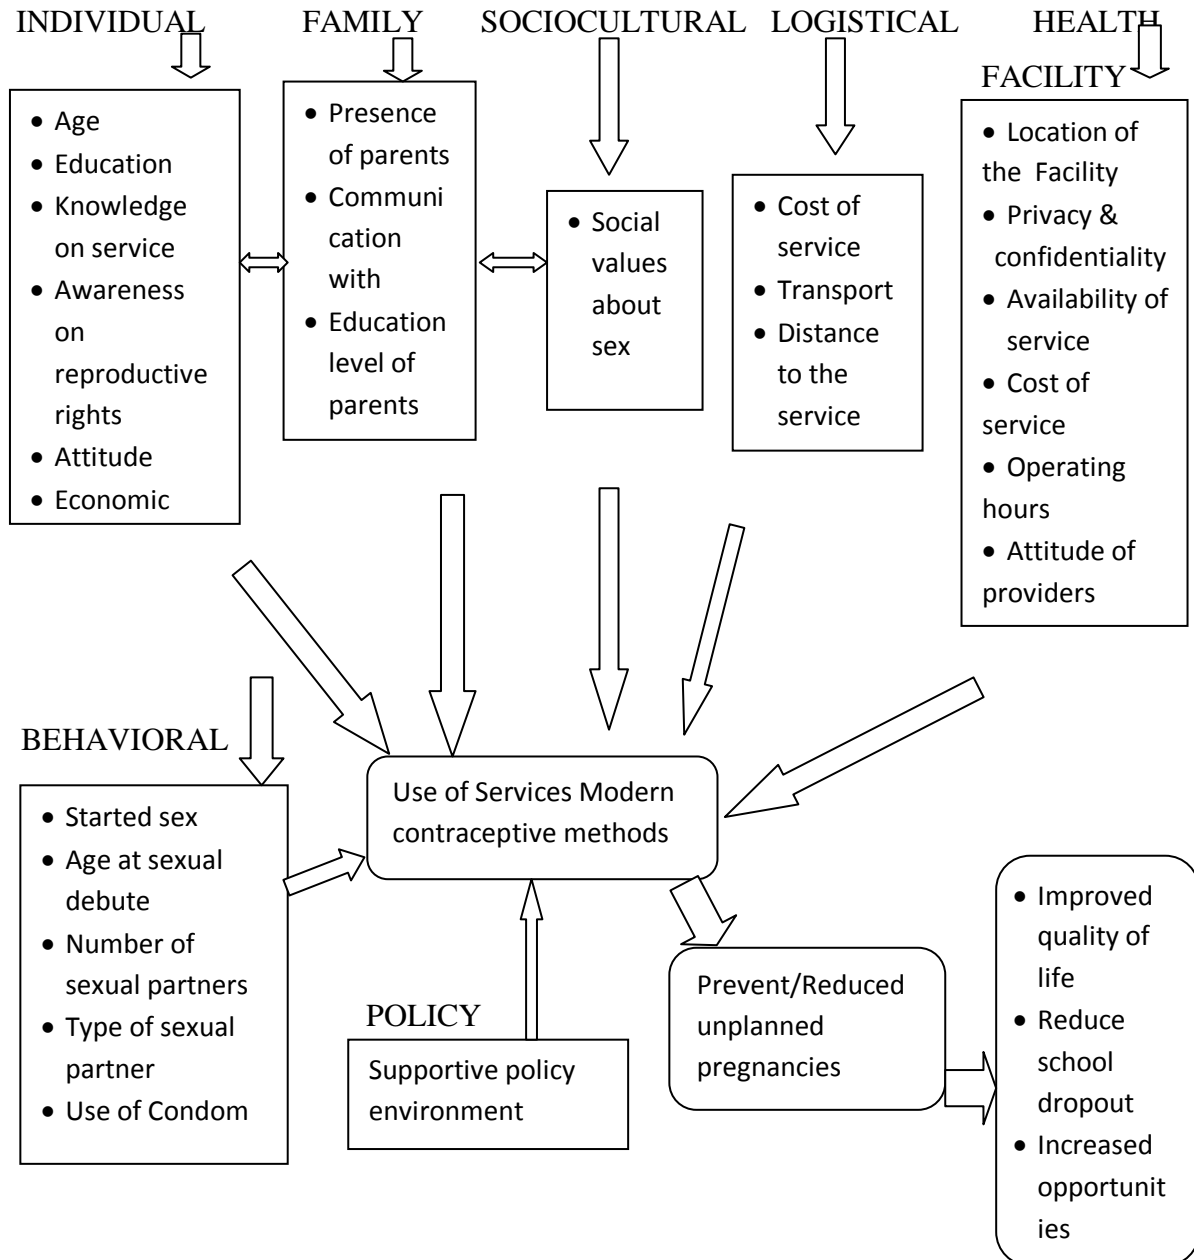 INDIVIDUAL
• Age
• Education
• Knowledge
on service
• Awareness
on
reproductive
rights
• Attitude
• Economic
FAMILY
• Presence
of parents
• Communi
cation
with
• Education
level of
parents
SOCIOCULTURAL
• Social
values
about
sex
LOGISTICAL
• Cost of
service
• Transport
• Distance
to the
service
HEALTH
FACILITY
• Location of
the Facility
• Privacy &
confidentiality
• Availability of
service
• Cost of
service
• Operating
hours
• Attitude of
providers
BEHAVIORAL
• Started sex
• Age at sexual
debute
• Number of
sexual partners
• Type of sexual
partner
• Use of Condom
Use of Services Modern
contraceptive methods
POLICY
Supportive policy
environment
Prevent/Reduced
unplanned
pregnancies
• Improved
quality of
life
• Reduce
school
dropout
• Increased
opportunit
ies